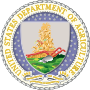 UNITED STATES DEPARTMENT OF AGRICULTURE